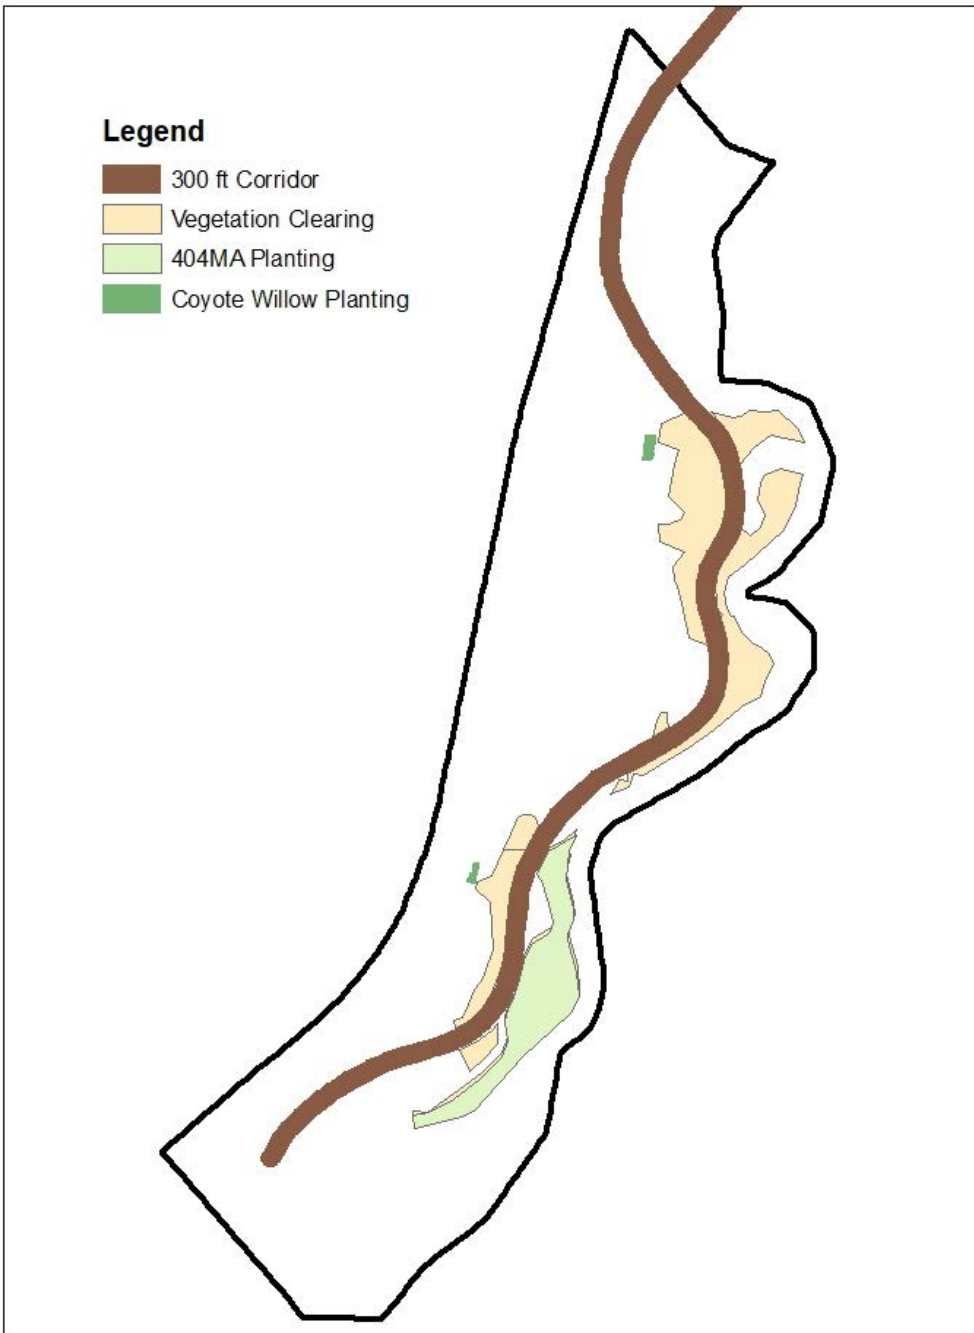 Legend
300 ft Corridor
Vegetation Clearing
404MA Planting
Coyote Willow Planting